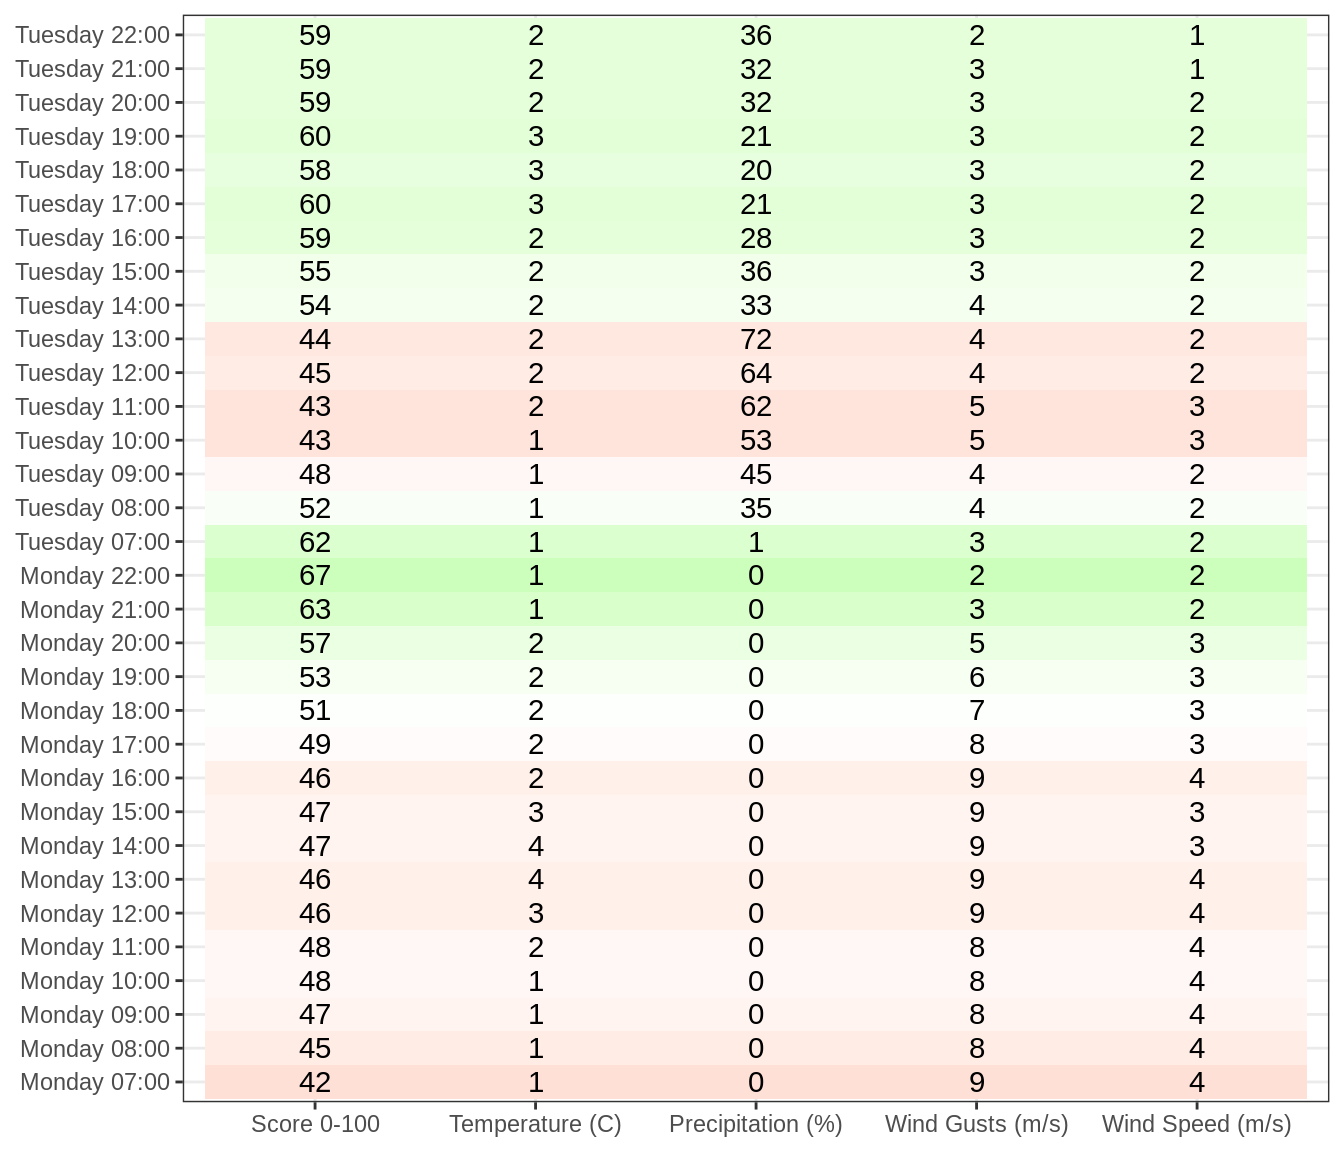 Tuesday 22:00 59 2 36 2 1
Tuesday 21:00 59 2 32 3 1
Tuesday 20:00 59 2 32 3 2
Tuesday 19:00 60 3 21 3 2
Tuesday 18:00 58 3 20 3 2
Tuesday 17:00 60 3 21 3 2
Tuesday 16:00 59 2 28 3 2
Tuesday 15:00 55 2 36 3 2
Tuesday 14:00 54 2 33 4 2
Tuesday 13:00 44 2 72 4 2
Tuesday 12:00 45 2 64 4 2
Tuesday 11:00 43 2 62 5 3
Tuesday 10:00 43 1 53 5 3
Tuesday 09:00 48 1 45 4 2
Tuesday 08:00 52 1 35 4 2
Tuesday 07:00 62 1 1 3 2
Monday 22:00 67 1 0 2 2
Monday 21:00 63 1 0 3 2
Monday 20:00 57 2 0 5 3
Monday 19:00 53 2 0 6 3
Monday 18:00 51 2 0 7 3
Monday 17:00 49 2 0 8 3
Monday 16:00 46 2 0 9 4
Monday 15:00 47 3 0 9 3
Monday 14:00 47 4 0 9 3
Monday 13:00 46 4 0 9 4
Monday 12:00 46 3 0 9 4
Monday 11:00 48 2 0 8 4
Monday 10:00 48 1 0 8 4
Monday 09:00 47 1 0 8 4
Monday 08:00 45 1 0 8 4
Monday 07:00 42 1 0 9 4
Score 0-100 Temperature (C) Precipitation (%) Wind Gusts (m/s) Wind Speed (m/s)